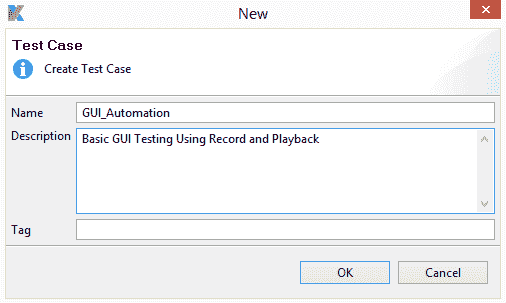 New
Test Case
Create Test Case
Name GUI_Automation
Description Basic GUI Testing Using Record and Playback
Tag
OK Cancel